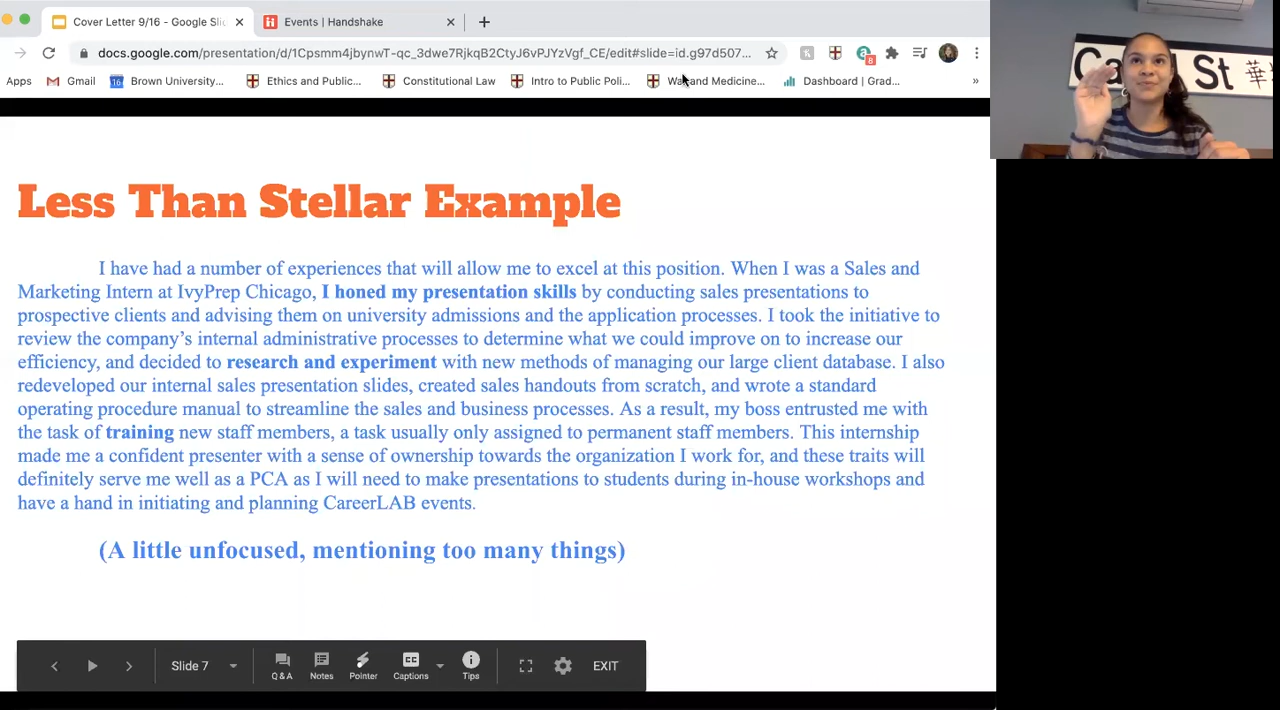 Cover Letter 9/16 - Google Slic
Events | Handshake
docs.google.com/presentation/d/1Cpsmm4jbynwT-qc_3dwe7RjkqB2CtyJ6vPJYzVgf_CE/edit#slide=id.g97d507...
8
Apps
Gmail
16
Brown University...
Ethics and Public...
Constitutional Law
Intro to Public Poli...
War and Medicine...
Dashboard | Grad...
»
St 華
Less Than Stellar Example
I have had a number of experiences that will allow me to excel at this position. When I was a Sales and
Marketing Intern at IvyPrep Chicago, I honed my presentation skills by conducting sales presentations to
prospective clients and advising them on university admissions and the application processes. I took the initiative to
review the company's internal administrative processes to determine what we could improve on to increase our
efficiency, and decided to research and experiment with new methods of managing our large client database. I also
redeveloped our internal sales presentation slides, created sales handouts from scratch, and wrote a standard
operating procedure manual to streamline the sales and business processes. As a result, my boss entrusted me with
the task of training new staff members, a task usually only assigned to permanent staff members. This internship
made me a confident presenter with a sense of ownership towards the organization I work for, and these traits will
definitely serve me well as a PCA as I will need to make presentations to students during in-house workshops and
have a hand in initiating and planning CareerLAB events.
(A little unfocused, mentioning too many things)
Slide 7
Q&A
Notes
Pointer
CC
Captions
Tips
EXIT